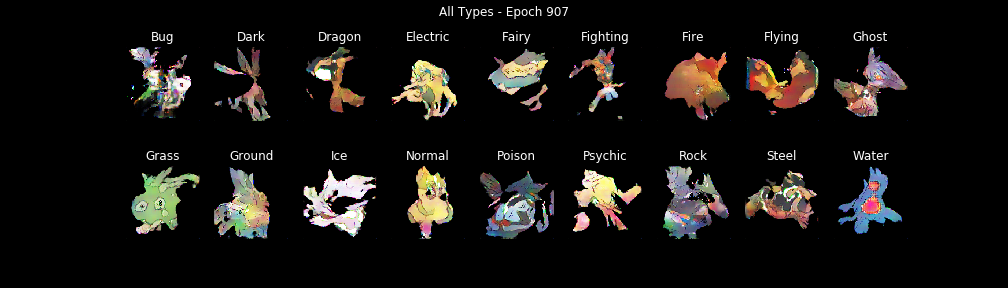 All Types - Epoch 907
Bug Dark Dragon Electric Fairy Fighting Fire Flying Ghost
Grass Ground Ice Normal Poison Psychic Rock Steel Water